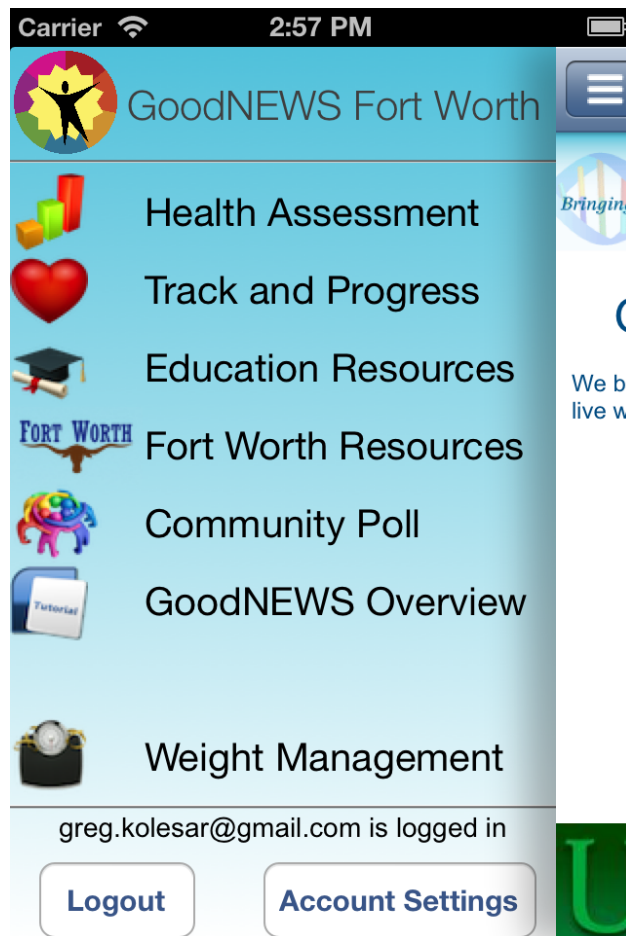 Carrier 2:57 PM
GoodNEWS Fort Worth
Health Assessment
Track and Progress
Education Resources
FORT WORTH
Fort Worth Resources
Community Poll
Tutorial
GoodNEWS Overview
Weight Management
greg.kolesar@gmail.com is logged in
Logout
Account Settings
Bringing
We b
live w
U